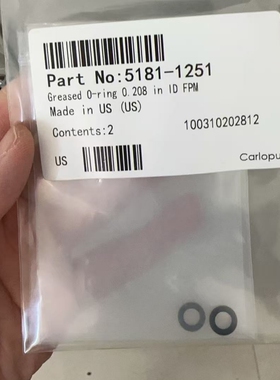 Part No:5181-1251
Greased O-ring 0.208 in ID FPM
Made in US (US)
Contents:2
100310202812
US
Carlopu